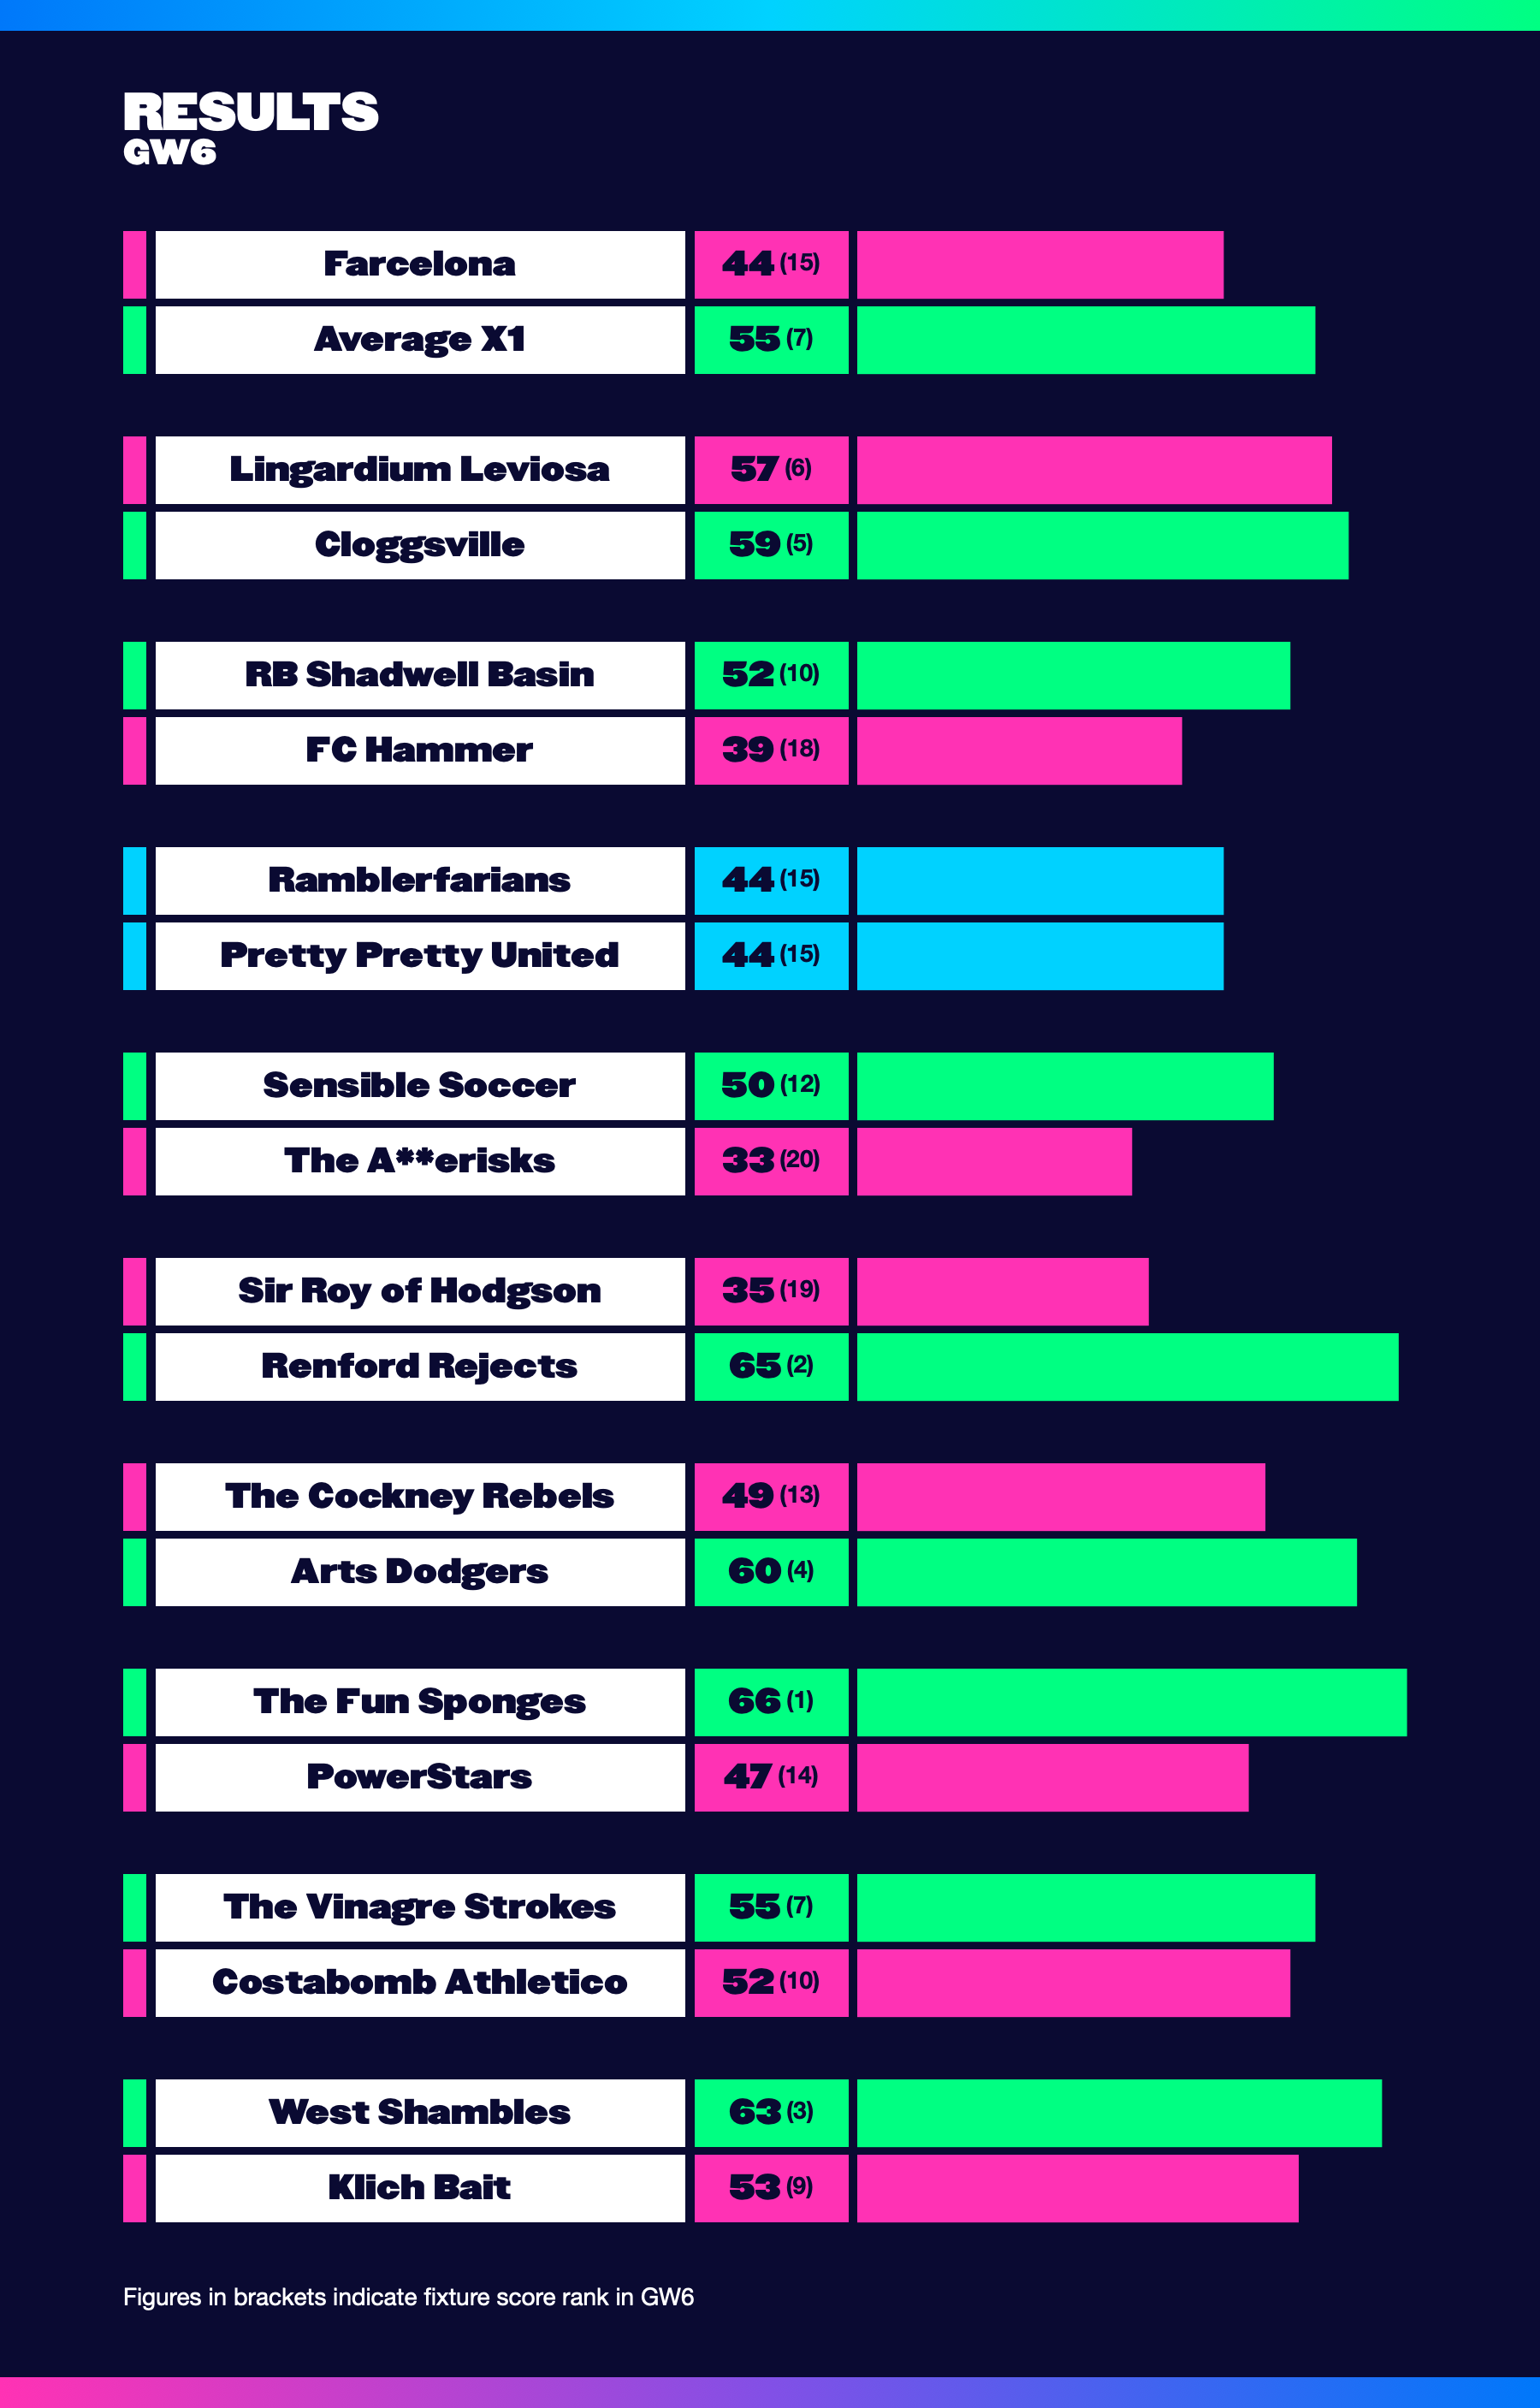 RESULTS
GW6
Farcelona 44 (15)
Average X1 55 (7)
Lingardium Leviosa 57 (6)
Cloggsville 59 (5)
RB Shadwell Basin 52 (10)
FC Hammer 39 (18)
Ramblerfarians 44 (15)
Pretty Pretty United 44 (15)
Sensible Soccer 50 (12)
The A**erisks 33 (20)
Sir Roy of Hodgson 35 (19)
Renford Rejects 65 (2)
The Cockney Rebels 49 (13)
Arts Dodgers 60 (4)
The Fun Sponges 66 (1)
PowerStars 47 (14)
The Vinagre Strokes 55 (7)
Costabomb Athletico 52 (10)
West Shambles 63 (3)
Klich Bait 53 (9)
Figures in brackets indicate fixture score rank in GW6